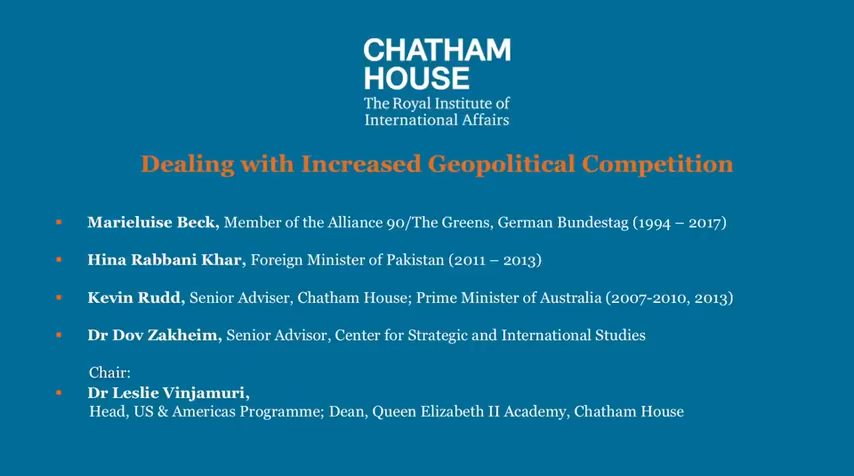 CHATHAM
HOUSE
The Royal Institute of
International Affairs
Dealing with Increased Geopolitical Competition
▪ Marieluise Beck, Member of the Alliance 90/The Greens, German Bundestag (1994 – 2017)
▪ Hina Rabbani Khar, Foreign Minister of Pakistan (2011 – 2013)
▪ Kevin Rudd, Senior Adviser, Chatham House; Prime Minister of Australia (2007-2010, 2013)
▪ Dr Dov Zakheim, Senior Advisor, Center for Strategic and International Studies
Chair:
▪ Dr Leslie Vinjamuri,
Head, US & Americas Programme; Dean, Queen Elizabeth II Academy, Chatham House